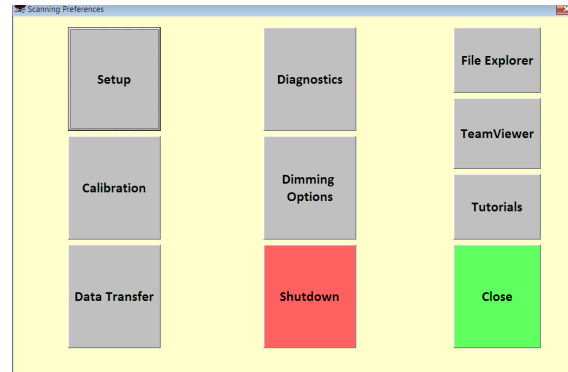 Scanning Preferences
Setup
Diagnostics
File Explorer
TeamViewer
Calibration
Dimming
Options
Tutorials
Data Transfer
Shutdown
Close